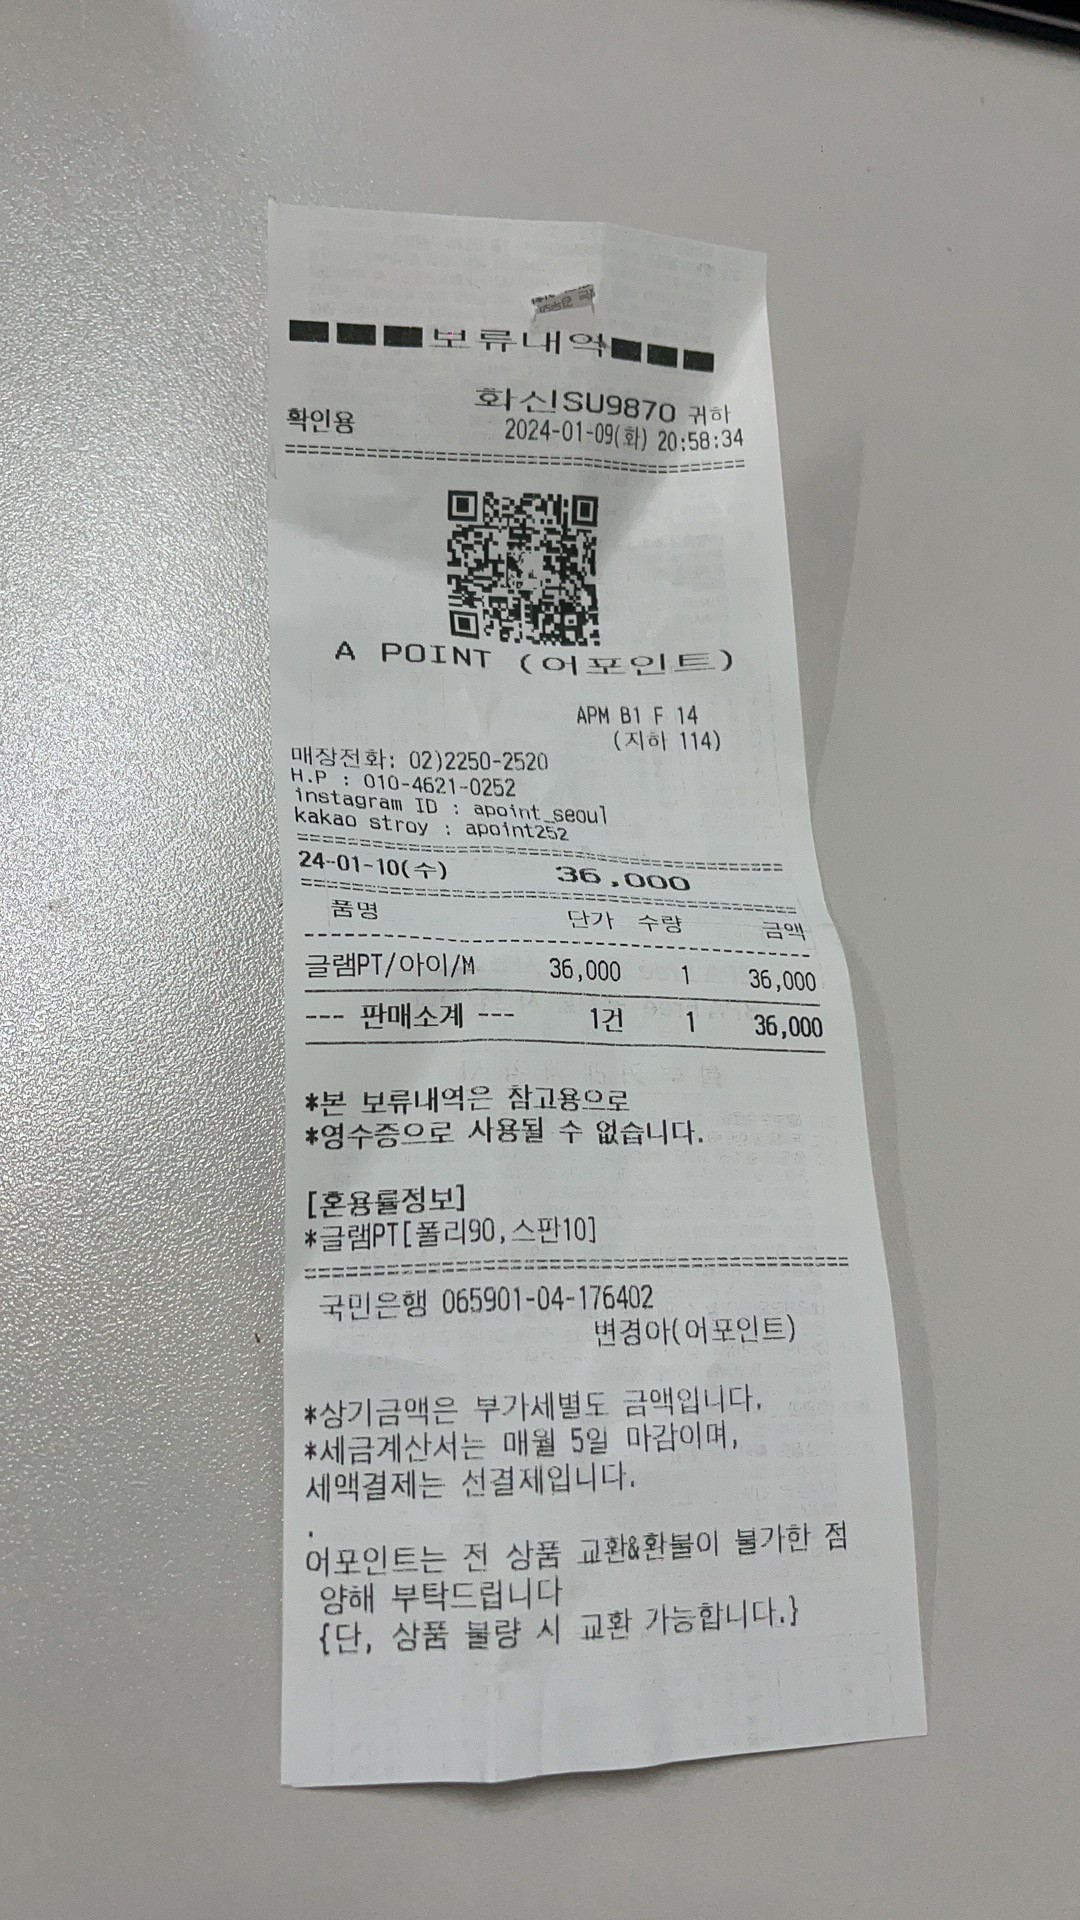 ■■■보류내역■■■
화신SU9870 귀하
확인용 2024-01-09(화) 20:58:34
A POINT (어포인트)
APM B1 F 14
(지하 114)
매장전화: 02)2250-2520
H.P : 010-4621-0252
instagram ID : apoint_seoul
kakao stroy : apoint252
24-01-10(수) 36,000
품명 단가 수량 금액
글램PT/아이/M 36,000 1 36,000
--- 판매소계 --- 1건 1 36,000
*본 보류내역은 참고용으로
*영수증으로 사용될 수 없습니다.
[혼용률정보]
*글램PT[폴리90,스판10]
국민은행 065901-04-176402
변경아(어포인트)
*상기금액은 부가세별도 금액입니다.
*세금계산서는 매월 5일 마감이며,
세액결제는 선결제입니다.
.
어포인트는 전 상품 교환&환불이 불가한 점
양해 부탁드립니다
{단, 상품 불량 시 교환 가능합니다.}